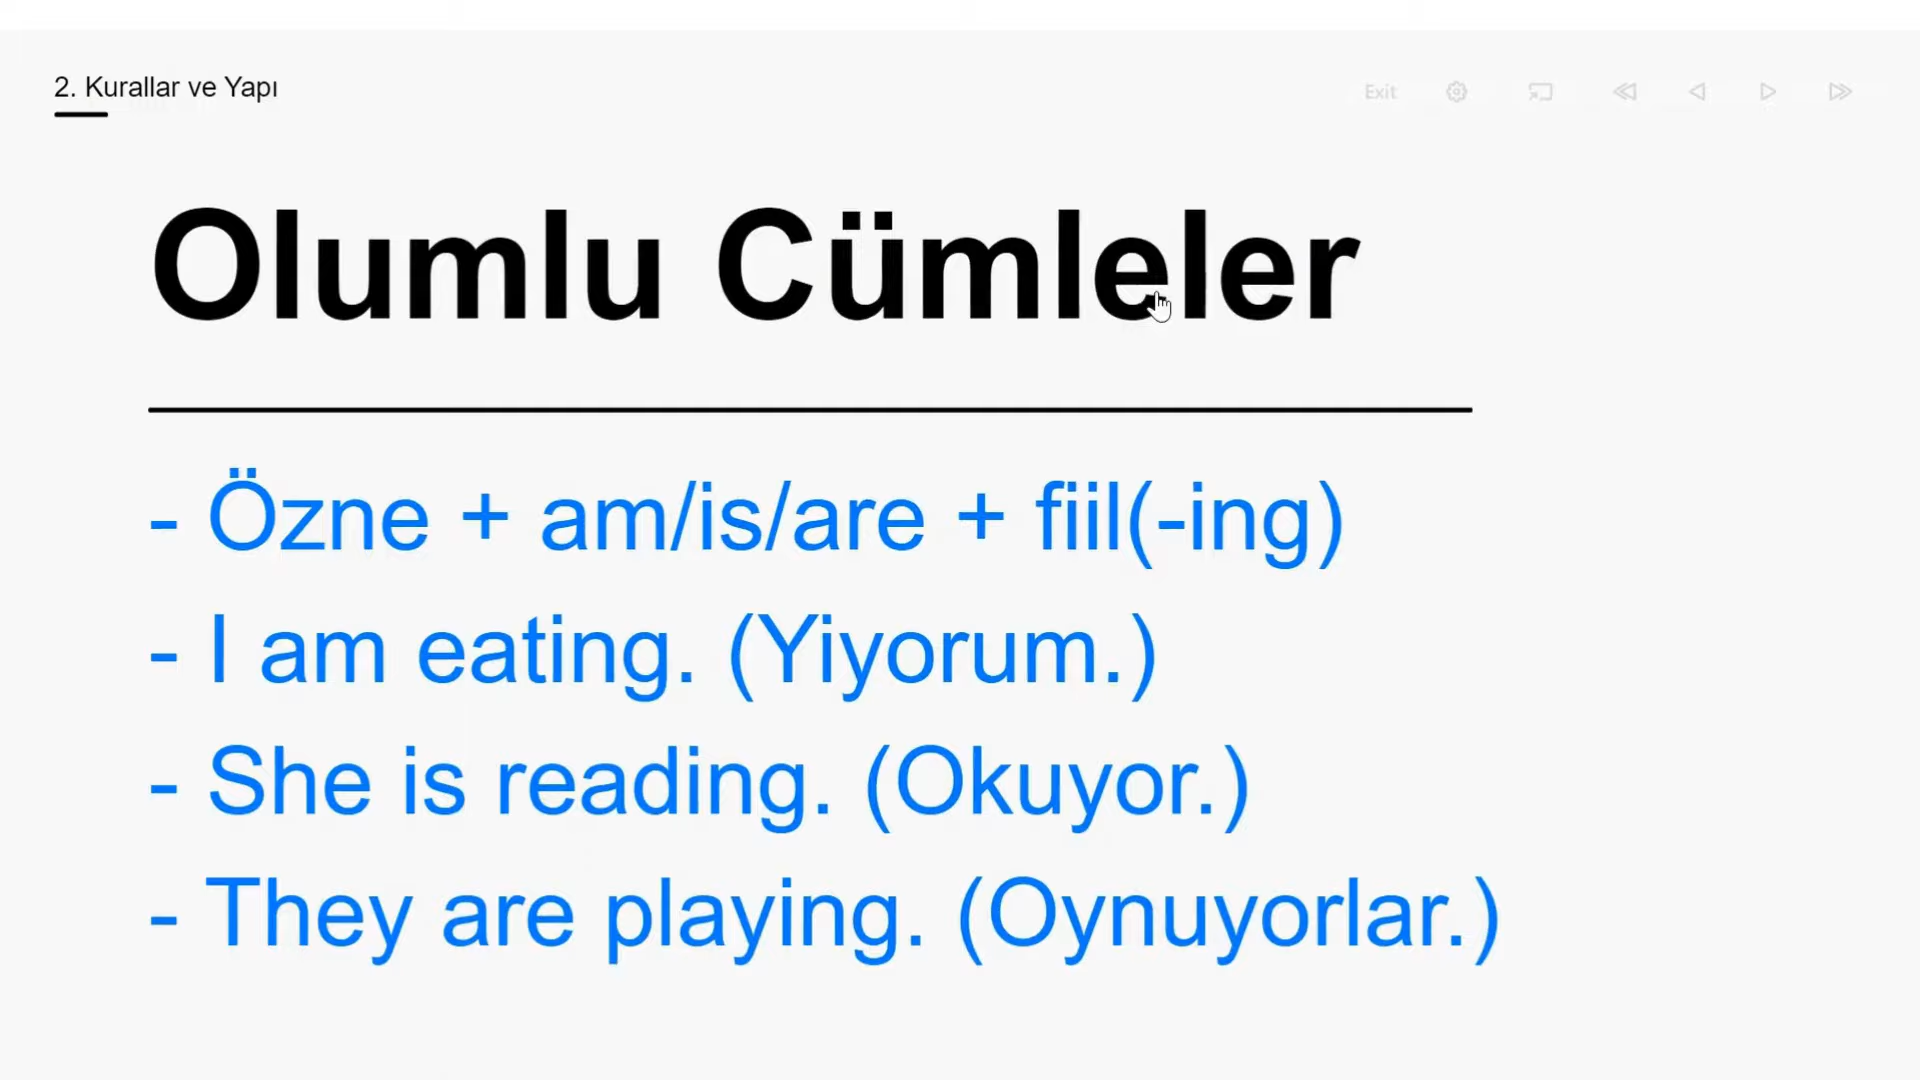 2. Kurallar ve Yapı
Exit
Olumlu Cümleler
- Özne + am/is/are + fiil(-ing)
- I am eating. (Yiyorum.)
- She is reading. (Okuyor.)
- They are playing. (Oynuyorlar.)